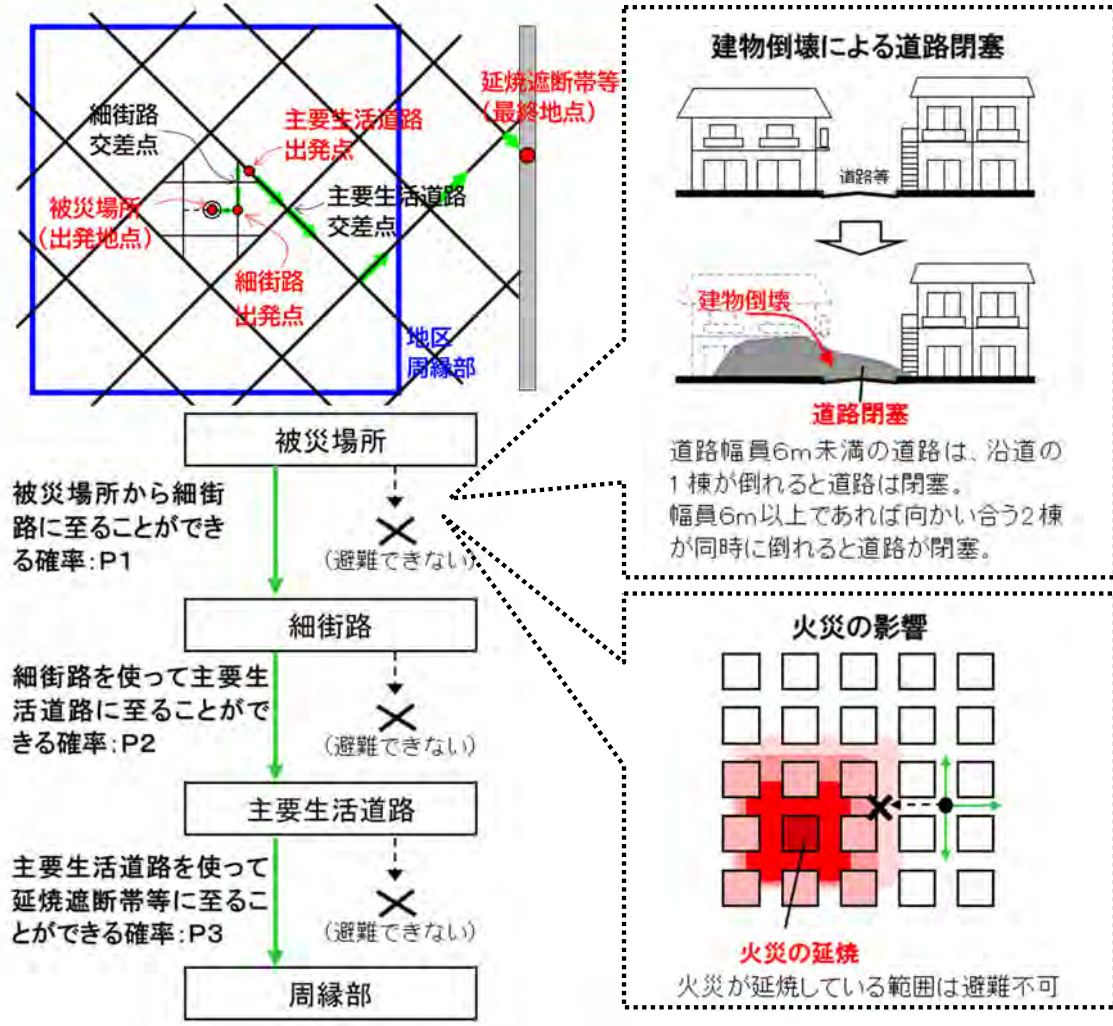 細街路
交差点
主要生活道路
出発点
延焼遮断帯等
(最終地点)
被災場所
(出発地点)
主要生活道路
交差点
細街路
出発点
地区
周縁部
被災場所
被災場所から細街
路に至ることができ
る確率:P1
(避難できない)
細街路
細街路を使って主要生
活道路に至ることがで
きる確率:P2
(避難できない)
主要生活道路
主要生活道路を使って
延焼遮断帯等に至るこ
とができる確率:P3
(避難できない)
周縁部
建物倒壊による道路閉塞
道路等
建物倒壊
道路閉塞
道路幅員6m未満の道路は、沿道の
1棟が倒れると道路は閉塞。
幅員6m以上であれば向かい合う2棟
が同時に倒れると道路が閉塞。
火災の影響
火災の延焼
火災が延焼している範囲は避難不可